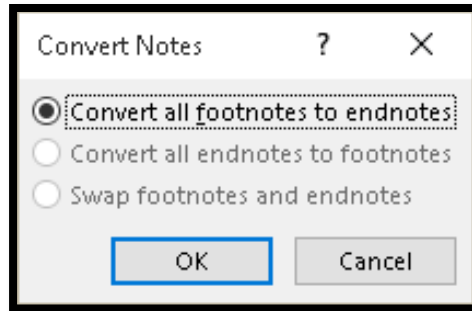 Convert Notes ? X
Convert all footnotes to endnotes
Convert all endnotes to footnotes
Swap footnotes and endnotes
OK Cancel